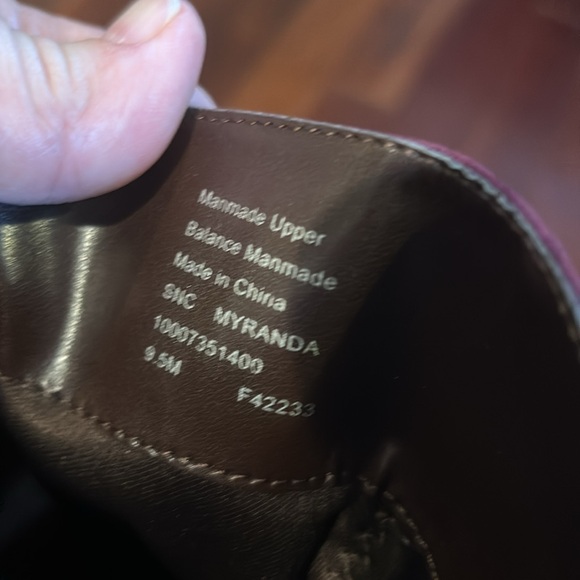 Manmade Upper
Balance Manmade
Made in China
SNC MYRANDA
10007351400
9.5M F42233